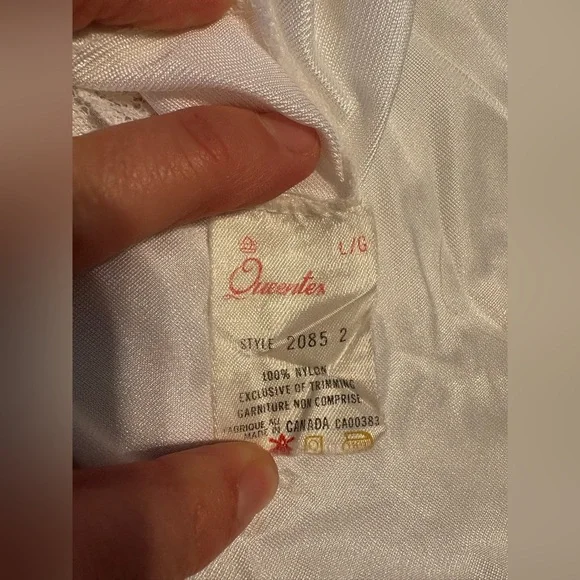 L/G
Queentex
STYLE 2085 2
100% NYLON
EXCLUSIVE OF TRIMMING
GARNITURE NON COMPRISE
FABRIQUE AU
MADE IN CANADA CA00383